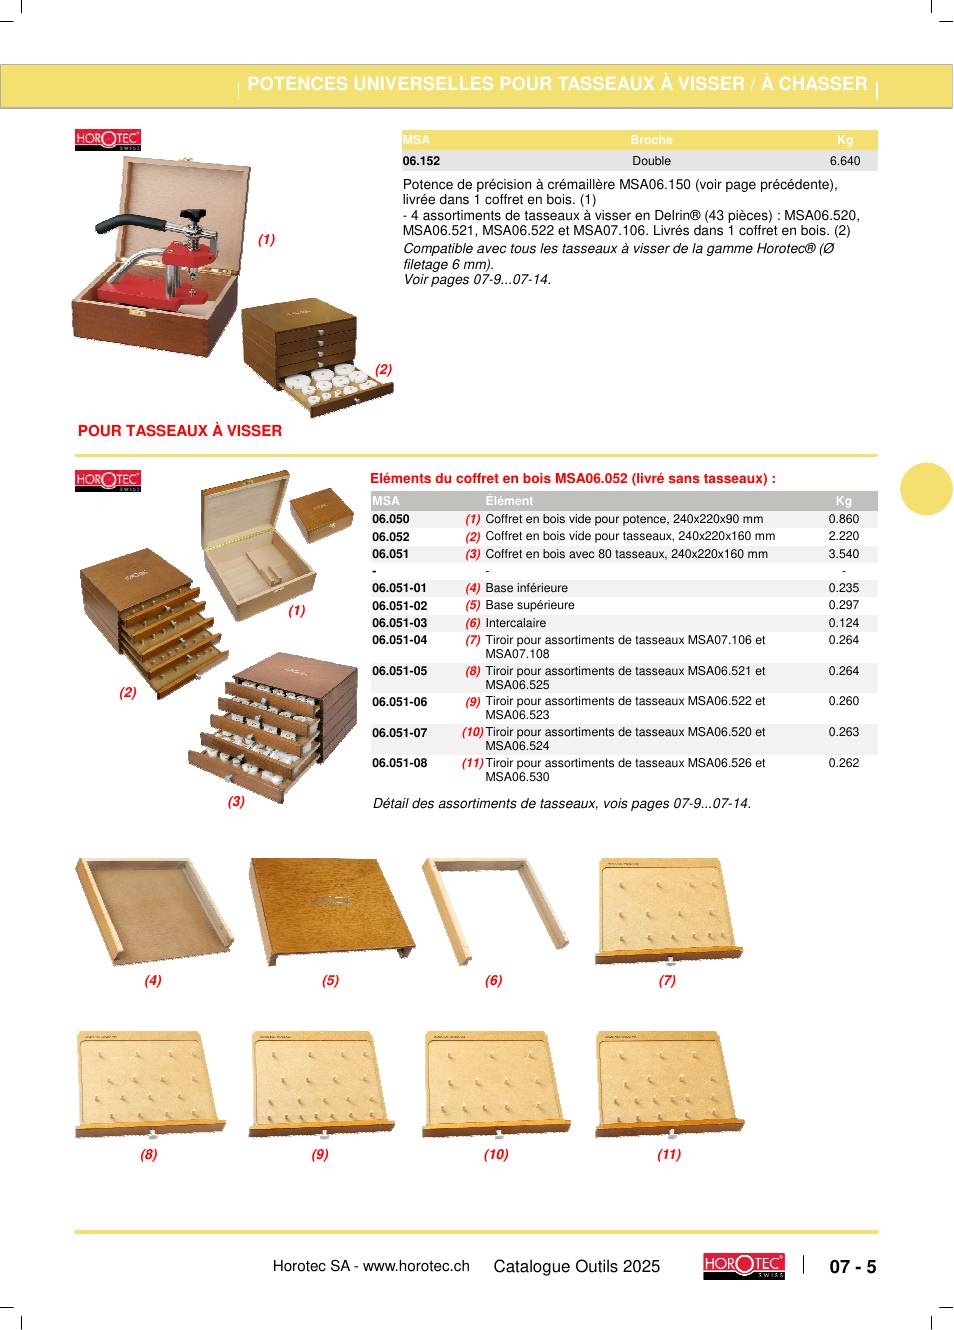 POTENCES UNIVERSELLES POUR TASSEAUX À VISSER / À CHASSER
HOROTEC®
SWISS
MSA Broche Kg
06.152 Double 6.640
Potence de précision à crémaillère MSA06.150 (voir page précédente),
livrée dans 1 coffret en bois. (1)
- 4 assortiments de tasseaux à visser en Delrin® (43 pièces) : MSA06.520,
MSA06.521, MSA06.522 et MSA07.106. Livrés dans 1 coffret en bois. (2)
Compatible avec tous les tasseaux à visser de la gamme Horotec® (Ø
filetage 6 mm).
Voir pages 07-9...07-14.
(1)
(2)
POUR TASSEAUX À VISSER
HOROTEC®
SWISS
Eléments du coffret en bois MSA06.052 (livré sans tasseaux) :
MSA Élément Kg
06.050 (1) Coffret en bois vide pour potence, 240x220x90 mm 0.860
06.052 (2) Coffret en bois vide pour tasseaux, 240x220x160 mm 2.220
06.051 (3) Coffret en bois avec 80 tasseaux, 240x220x160 mm 3.540
- - -
06.051-01 (4) Base inférieure 0.235
06.051-02 (5) Base supérieure 0.297
06.051-03 (6) Intercalaire 0.124
06.051-04 (7) Tiroir pour assortiments de tasseaux MSA07.106 et 0.264
MSA07.108
06.051-05 (8) Tiroir pour assortiments de tasseaux MSA06.521 et 0.264
MSA06.525
06.051-06 (9) Tiroir pour assortiments de tasseaux MSA06.522 et 0.260
MSA06.523
06.051-07 (10) Tiroir pour assortiments de tasseaux MSA06.520 et 0.263
MSA06.524
06.051-08 (11) Tiroir pour assortiments de tasseaux MSA06.526 et 0.262
MSA06.530
Détail des assortiments de tasseaux, vois pages 07-9...07-14.
(1)
(2)
(3)
(4) (5) (6) (7)
(8) (9) (10) (11)
Horotec SA - www.horotec.ch Catalogue Outils 2025 HOROTEC® SWISS 07 - 5